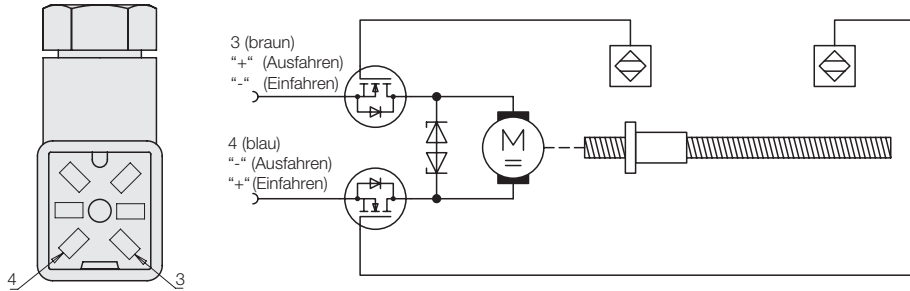 3 (braun)
“+“ (Ausfahren)
“-“ (Einfahren)
4 (blau)
“-“ (Ausfahren)
“+“(Einfahren)
M
=
4
3